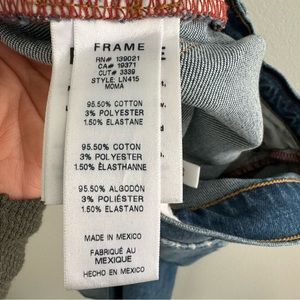 FRAME
RN# 139021
CA# 19371
CUT# 3339
STYLE: LN415
MOMA
95.50% COTTON
3% POLYESTER
1.50% ELASTANE
95.50% COTON
3% POLYESTER
1.50% ÉLASTHANNE
95.50% ALGODÓN
3% POLIÉSTER
1.50% ELASTANO
MADE IN MEXICO
FABRIQUÉ AU
MEXIQUE
HECHO EN MÉXICO